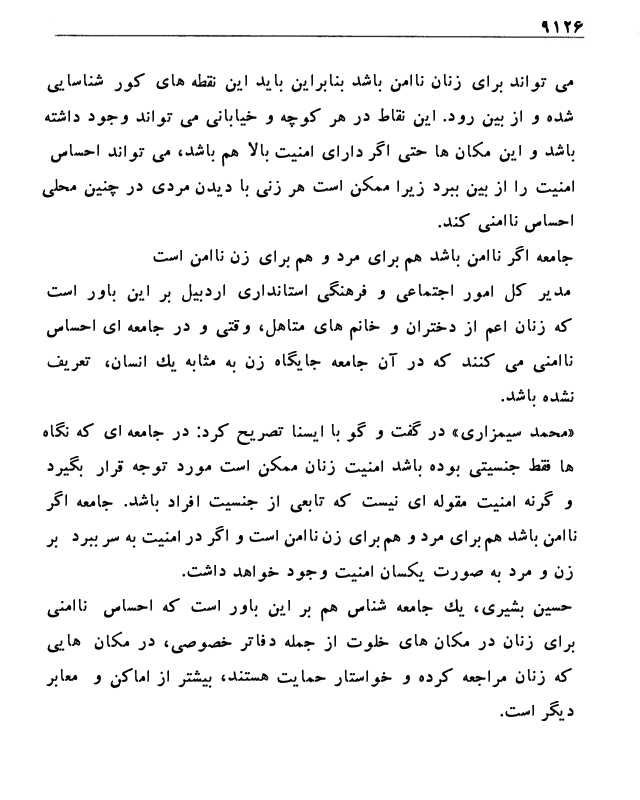 ۹۱۲۶
می تواند برای زنان ناامن باشد بنابراین باید این نقطه های کور شناسایی
شده و از بین رود. این نقاط در هر کوچه و خیابانی می تواند وجود داشته
باشد و این مکان ها حتی اگر دارای امنیت بالا هم باشد، می تواند احساس
امنیت را از بین ببرد زیرا ممکن است هر زنی با دیدن مردی در چنین محلی
احساس ناامنی کند.
جامعه اگر ناامن باشد هم برای مرد و هم برای زن ناامن است
مدیر کل امور اجتماعی و فرهنگی استانداری اردبیل بر این باور است
که زنان اعم از دختران و خانم های متاهل، وقتی و در جامعه ای احساس
ناامنی می کنند که در آن جامعه جایگاه زن به مثابه یك انسان، تعریف
نشده باشد.
«محمد سیمزاری» در گفت و گو با ایسنا تصریح کرد: در جامعه ای که نگاه
ها فقط جنسیتی بوده باشد امنیت زنان ممکن است مورد توجه قرار بگیرد
و گرنه امنیت مقوله ای نیست که تابعی از جنسیت افراد باشد. جامعه اگر
ناامن باشد هم برای مرد و هم برای زن ناامن است و اگر در امنیت به سر ببرد بر
زن و مرد به صورت یکسان امنیت وجود خواهد داشت.
حسین بشیری، یك جامعه شناس هم بر این باور است که احساس ناامنی
برای زنان در مکان های خلوت از جمله دفاتر خصوصی، در مکان هایی
که زنان مراجعه کرده و خواستار حمایت هستند، بیشتر از اماکن و معابر
دیگر است.